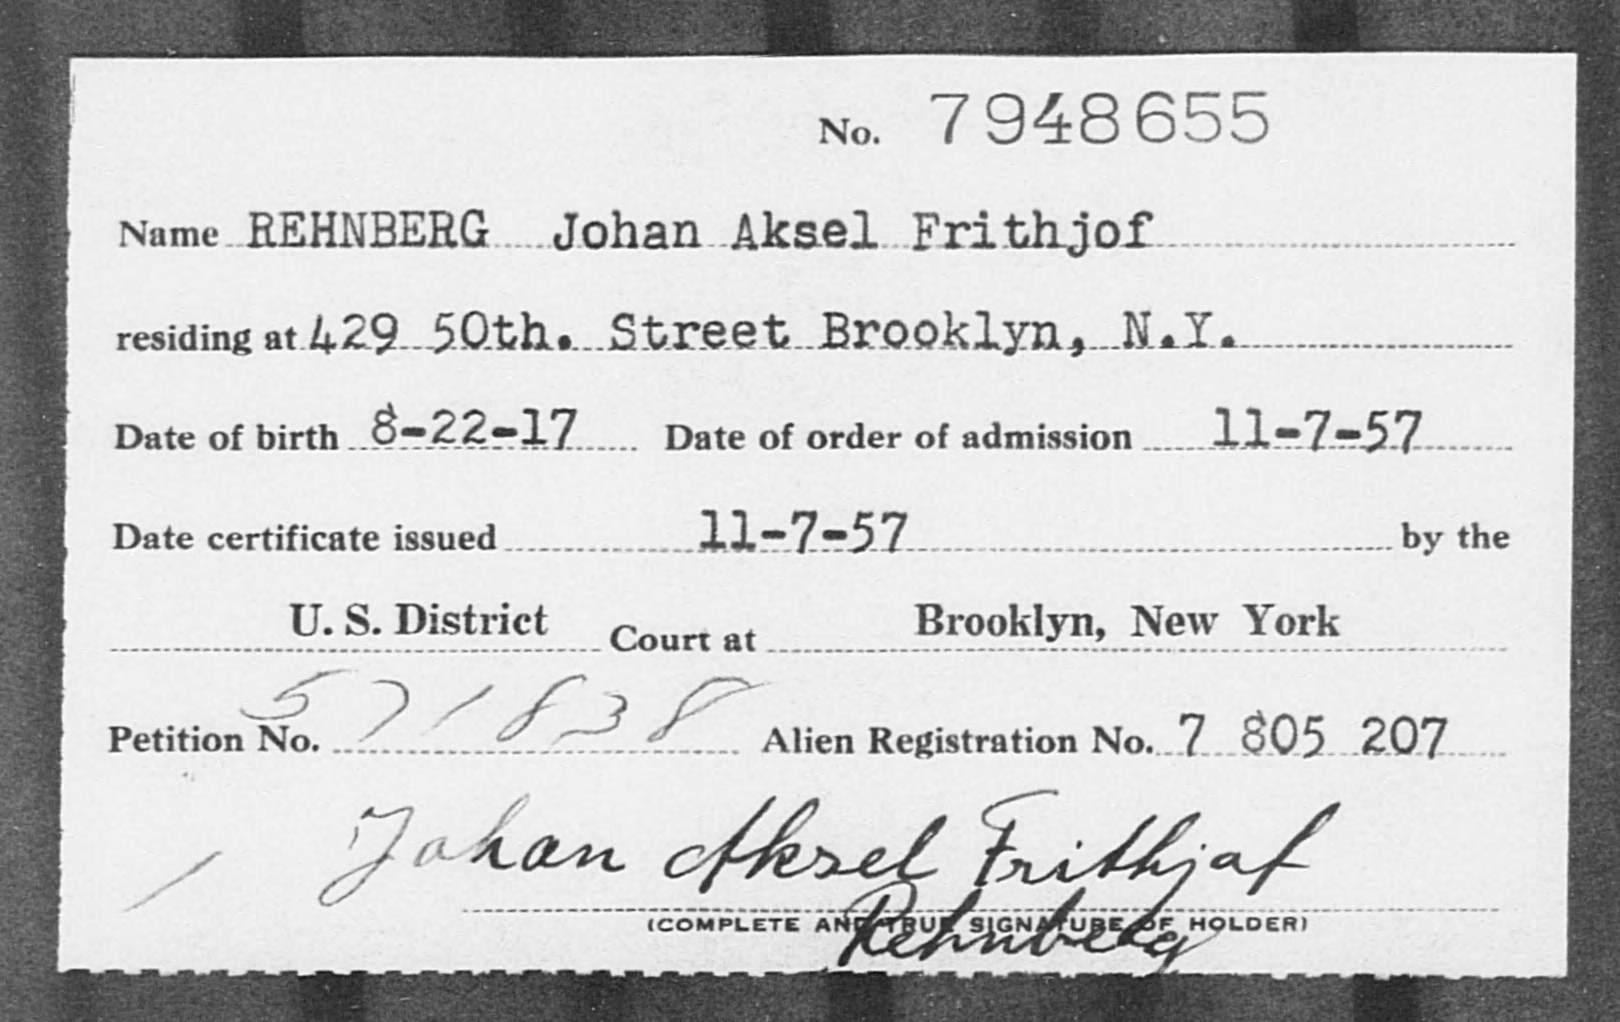 No. 7948655
Name REHNBERG Johan Aksel Frithjof
residing at 429 50th. Street Brooklyn, N.Y.
Date of birth 8-22-17 Date of order of admission 11-7-57
Date certificate issued 11-7-57 by the
U. S. District Court at Brooklyn, New York
Petition No. 571838 Alien Registration No. 7 805 207
Johan Aksel Frithjof
Rehnberg
(COMPLETE AND TRUE SIGNATURE OF HOLDER)